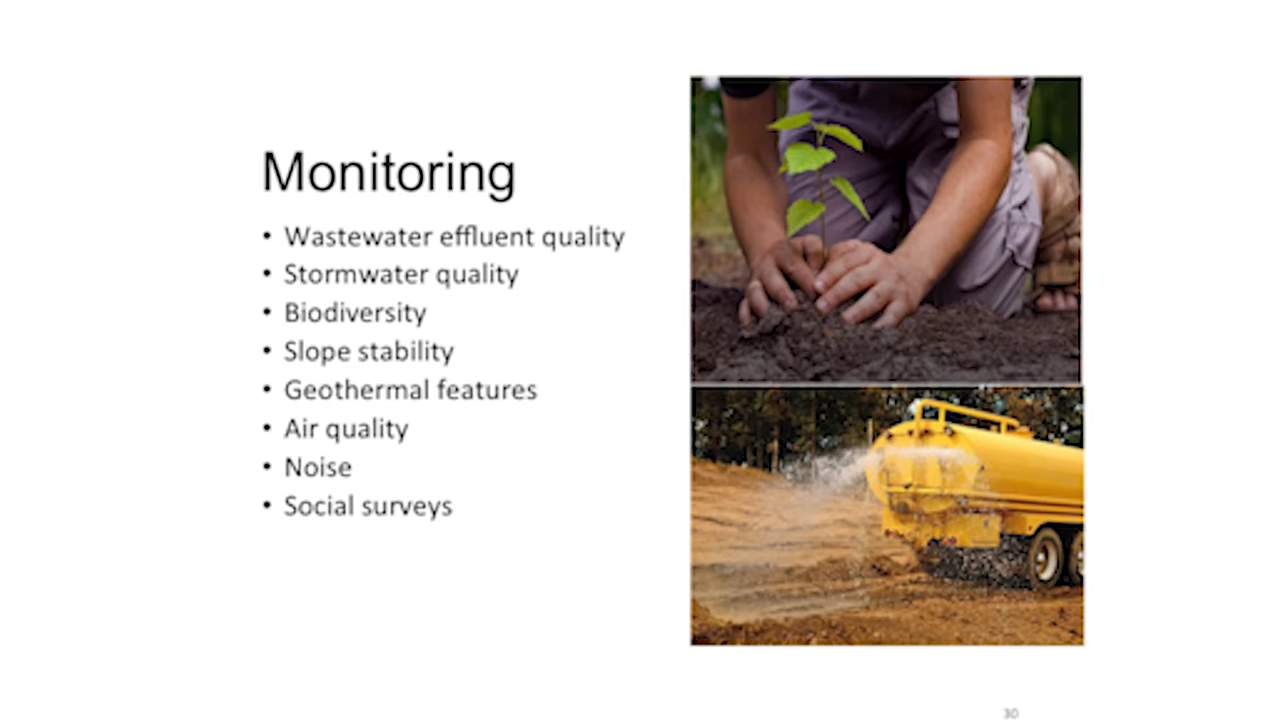 Monitoring
• Wastewater effluent quality
• Stormwater quality
• Biodiversity
• Slope stability
• Geothermal features
• Air quality
• Noise
• Social surveys
30